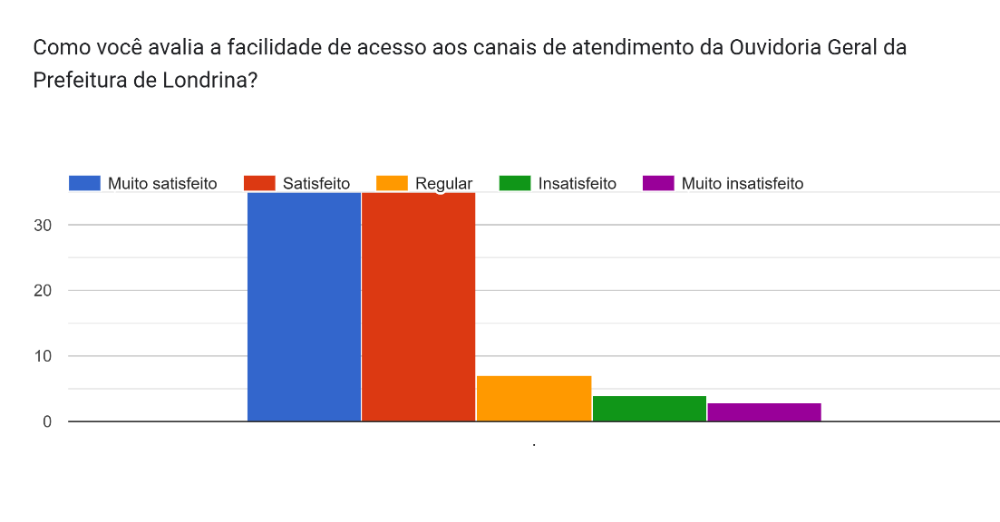 Como você avalia a facilidade de acesso aos canais de atendimento da Ouvidoria Geral da
Prefeitura de Londrina?
Muito satisfeito Satisfeito Regular Insatisfeito Muito insatisfeito
30
20
10
0
.